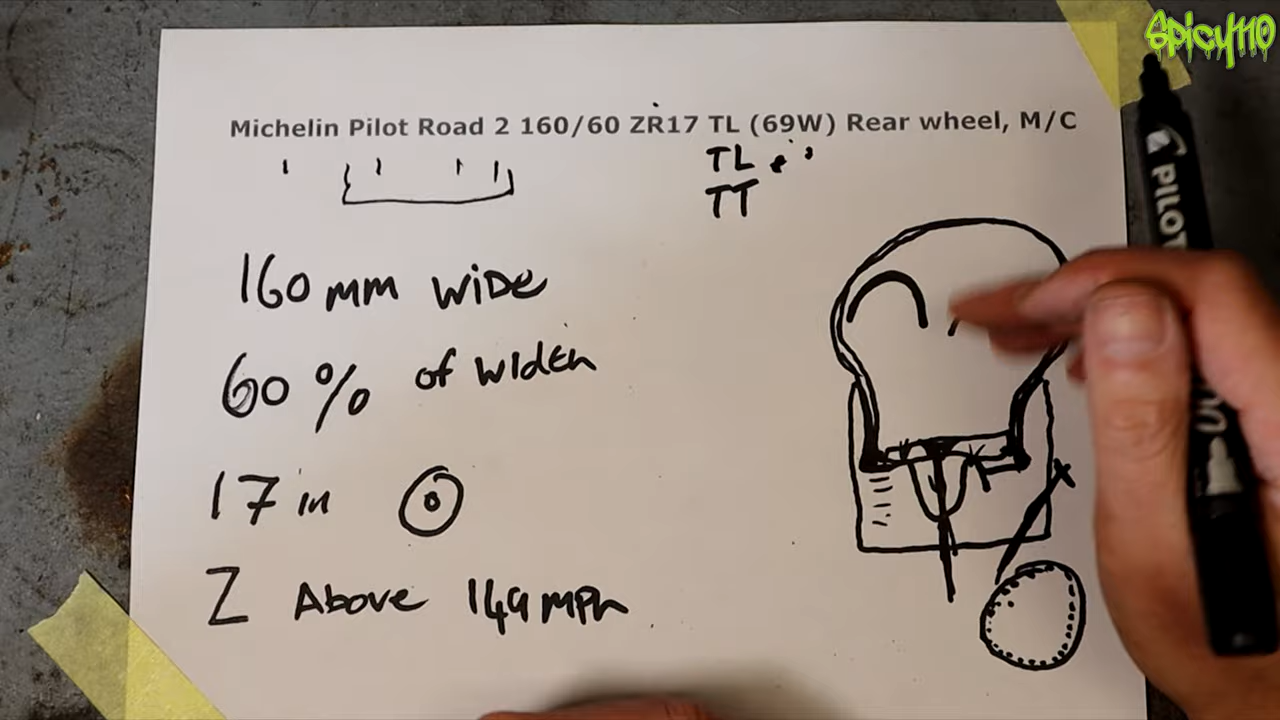 SPiCY110
Michelin Pilot Road 2 160/60 ZR17 TL (69W) Rear wheel, M/C
TL
TT
160 mm wiDe
60 % of wiDth
17 in
Z Above 149 mph
PILOT